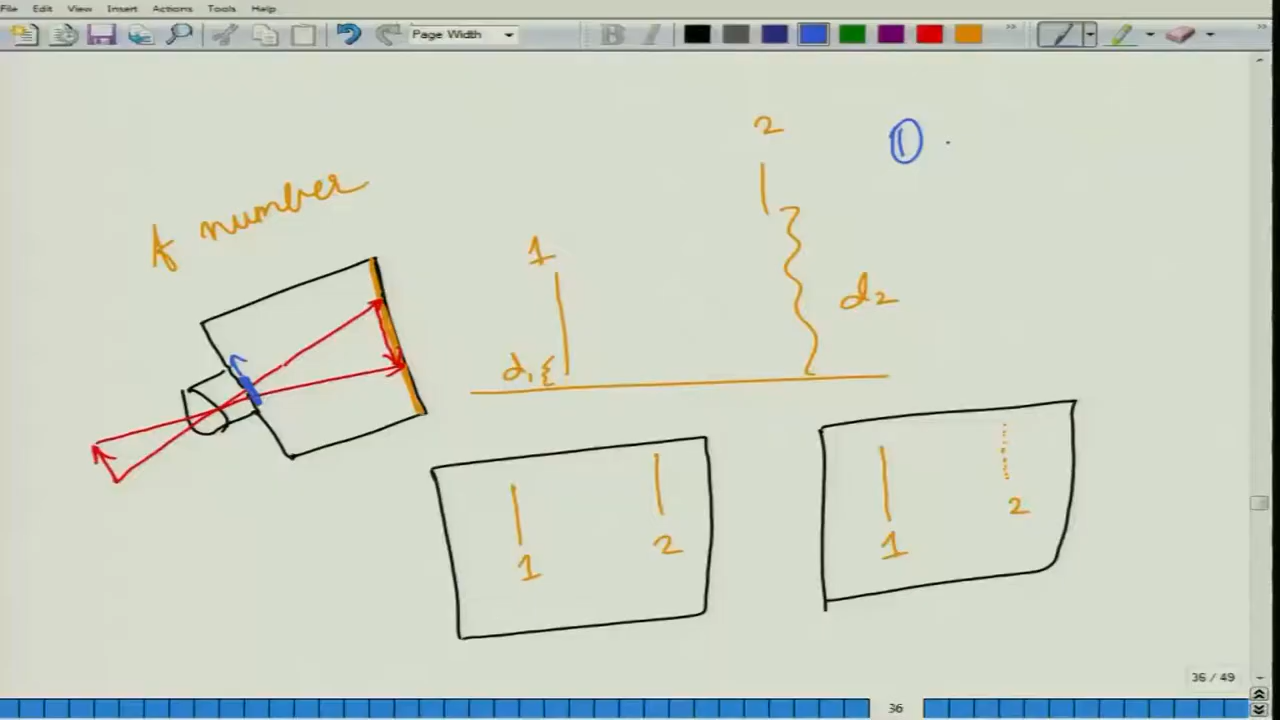 File Edit View Insert Actions Tools Help
Page Width
2
①
f number
1
d2
d1
1
2
1
2
36 / 49
36